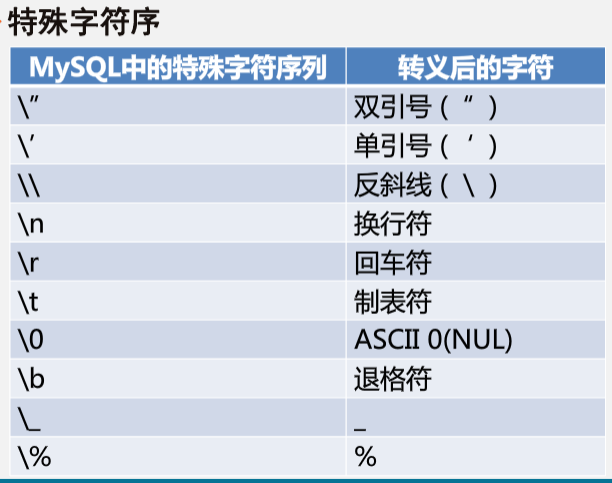 特殊字符序
MySQL中的特殊字符序列 转义后的字符
\” 双引号(“)
\’ 单引号(‘)
\\ 反斜线(\)
\n 换行符
\r 回车符
\t 制表符
\0 ASCII 0(NUL)
\b 退格符
\_ _
\% %